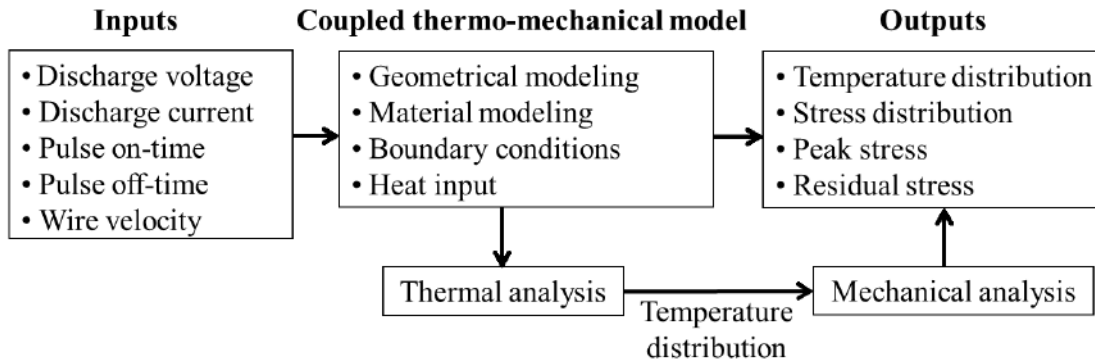 Inputs
• Discharge voltage
• Discharge current
• Pulse on-time
• Pulse off-time
• Wire velocity
Coupled thermo-mechanical model
• Geometrical modeling
• Material modeling
• Boundary conditions
• Heat input
Outputs
• Temperature distribution
• Stress distribution
• Peak stress
• Residual stress
Thermal analysis
Temperature
distribution
Mechanical analysis